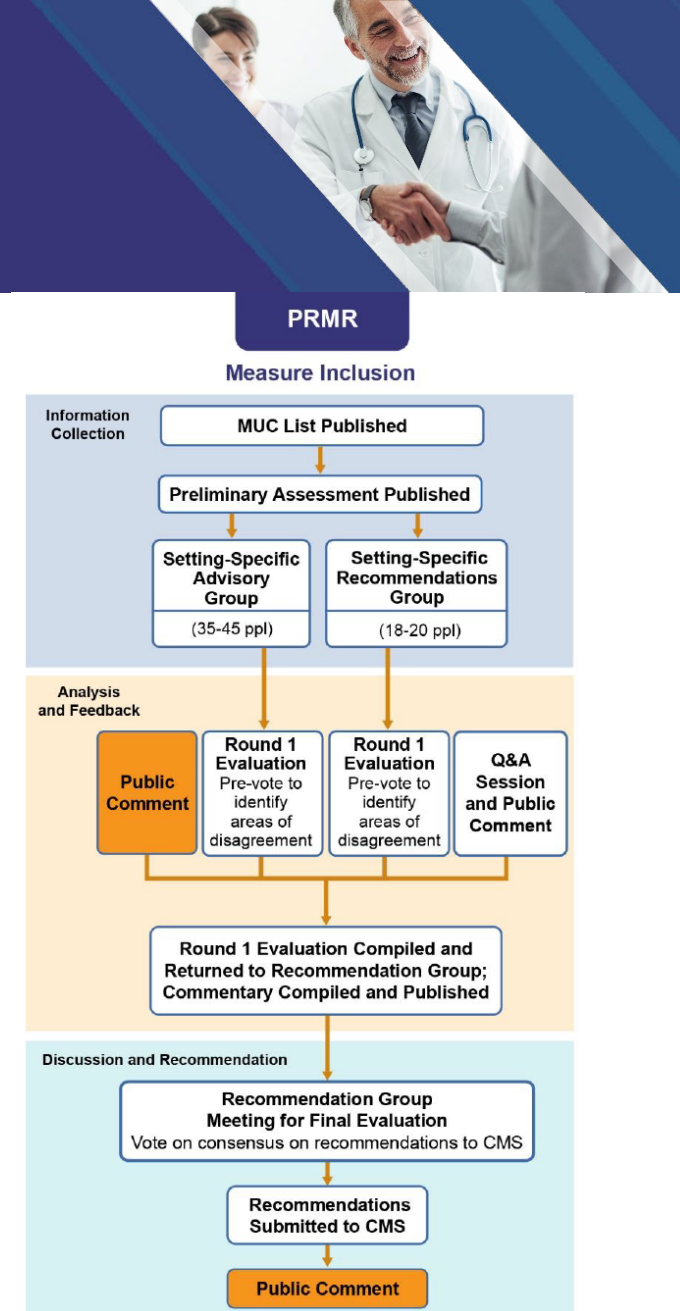 PRMR
Measure Inclusion
Information
Collection
MUC List Published
Preliminary Assessment Published
Setting-Specific
Advisory
Group
(35-45 ppl)
Setting-Specific
Recommendations
Group
(18-20 ppl)
Analysis
and Feedback
Public
Comment
Round 1
Evaluation
Pre-vote to
identify
areas of
disagreement
Round 1
Evaluation
Pre-vote to
identify
areas of
disagreement
Q&A
Session
and Public
Comment
Round 1 Evaluation Compiled and
Returned to Recommendation Group;
Commentary Compiled and Published
Discussion and Recommendation
Recommendation Group
Meeting for Final Evaluation
Vote on consensus on recommendations to CMS
Recommendations
Submitted to CMS
Public Comment